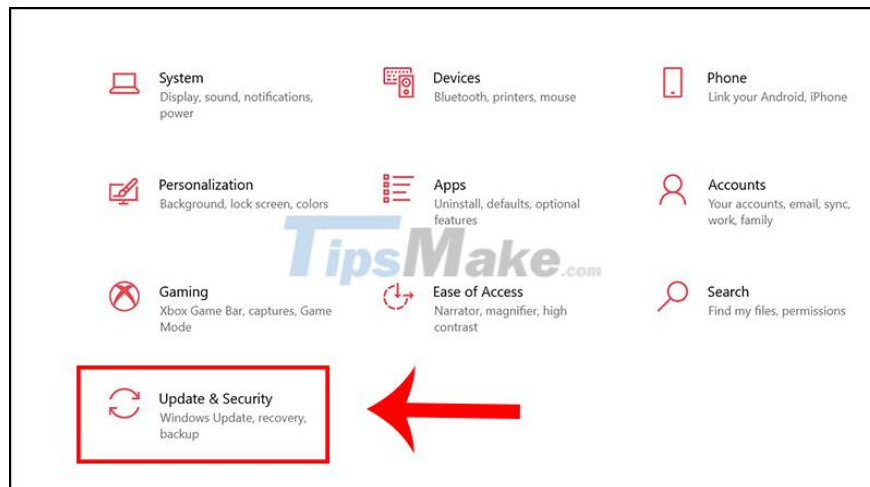 System
Display, sound, notifications,
power
Devices
Bluetooth, printers, mouse
Phone
Link your Android, iPhone
Personalization
Background, lock screen, colors
Apps
Uninstall, defaults, optional
features
Accounts
Your accounts, email, sync,
work, family
TipsMake.com
Gaming
Xbox Game Bar, captures, Game
Mode
Ease of Access
Narrator, magnifier, high
contrast
Search
Find my files, permissions
Update & Security
Windows Update, recovery,
backup